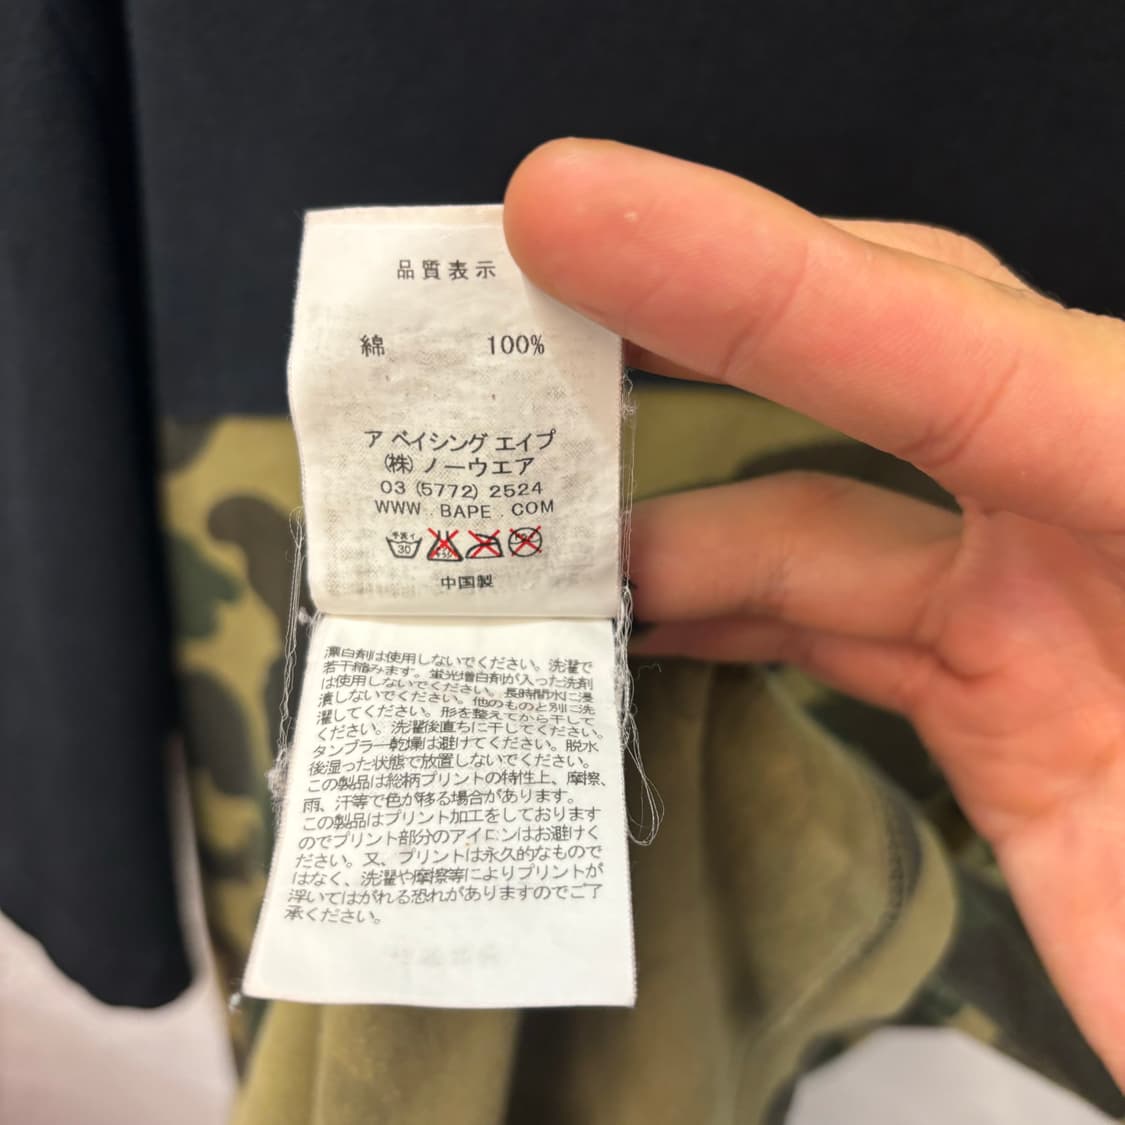 品質表示
綿 100%
ア ベイシング エイプ
(株) ノーウエア
03 (5772) 2524
WWW . BAPE . COM
手洗イ
30
中国製
漂白剤は使用しないでください。洗濯で
若干縮みます。蛍光増白剤が入った洗剤
は使用しないでください。長時間水に浸
漬しないでください。他のものと別に洗
濯してください。形を整えてから干して
ください。洗濯後直ちに干してください。
タンブラー乾燥は避けてください。脱水
後湿った状態で放置しないでください。
この製品は総柄プリントの特性上、摩擦、
雨、汗等で色が移る場合があります。
この製品はプリント加工をしております
のでプリント部分のアイロンはお避けく
ださい。又、プリントは永久的なもので
はなく、洗濯や摩擦等によりプリントが
浮いてはがれる恐れがありますのでご了
承ください。